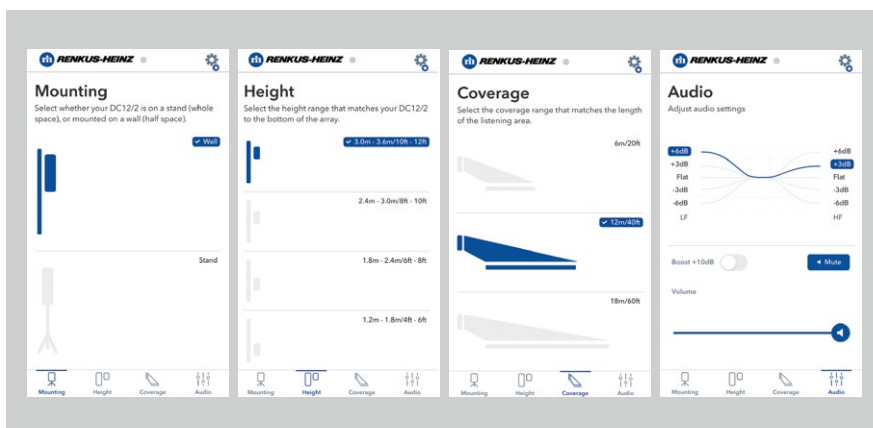 rh RENKUS-HEINZ
Mounting
Select whether your DC12/2 is on a stand (whole
space), or mounted on a wall (half space).
✓ Wall
Stand
Mounting Height Coverage Audio
rh RENKUS-HEINZ
Height
Select the height range that matches your DC12/2
to the bottom of the array.
✓ 3.0m - 3.6m/10ft - 12ft
2.4m - 3.0m/8ft - 10ft
1.8m - 2.4m/6ft - 8ft
1.2m - 1.8m/4ft - 6ft
Mounting Height Coverage Audio
rh RENKUS-HEINZ
Coverage
Select the coverage range that matches the length
of the listening area.
6m/20ft
✓ 12m/40ft
18m/60ft
Mounting Height Coverage Audio
rh RENKUS-HEINZ
Audio
Adjust audio settings
+6dB +6dB
+3dB +3dB
Flat Flat
-3dB -3dB
-6dB -6dB
LF HF
Boost +10dB Mute
Volume
Mounting Height Coverage Audio